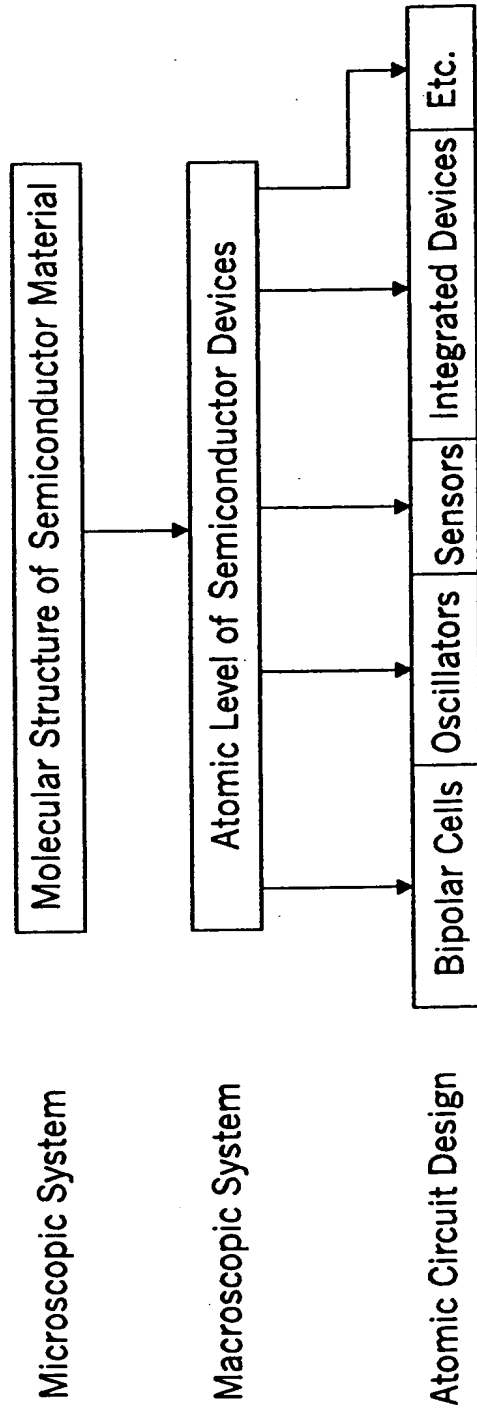 Microscopic System
Molecular Structure of Semiconductor Material
Macroscopic System
Atomic Level of Semiconductor Devices
Atomic Circuit Design
Bipolar Cells
Oscillators
Sensors
Integrated Devices
Etc.